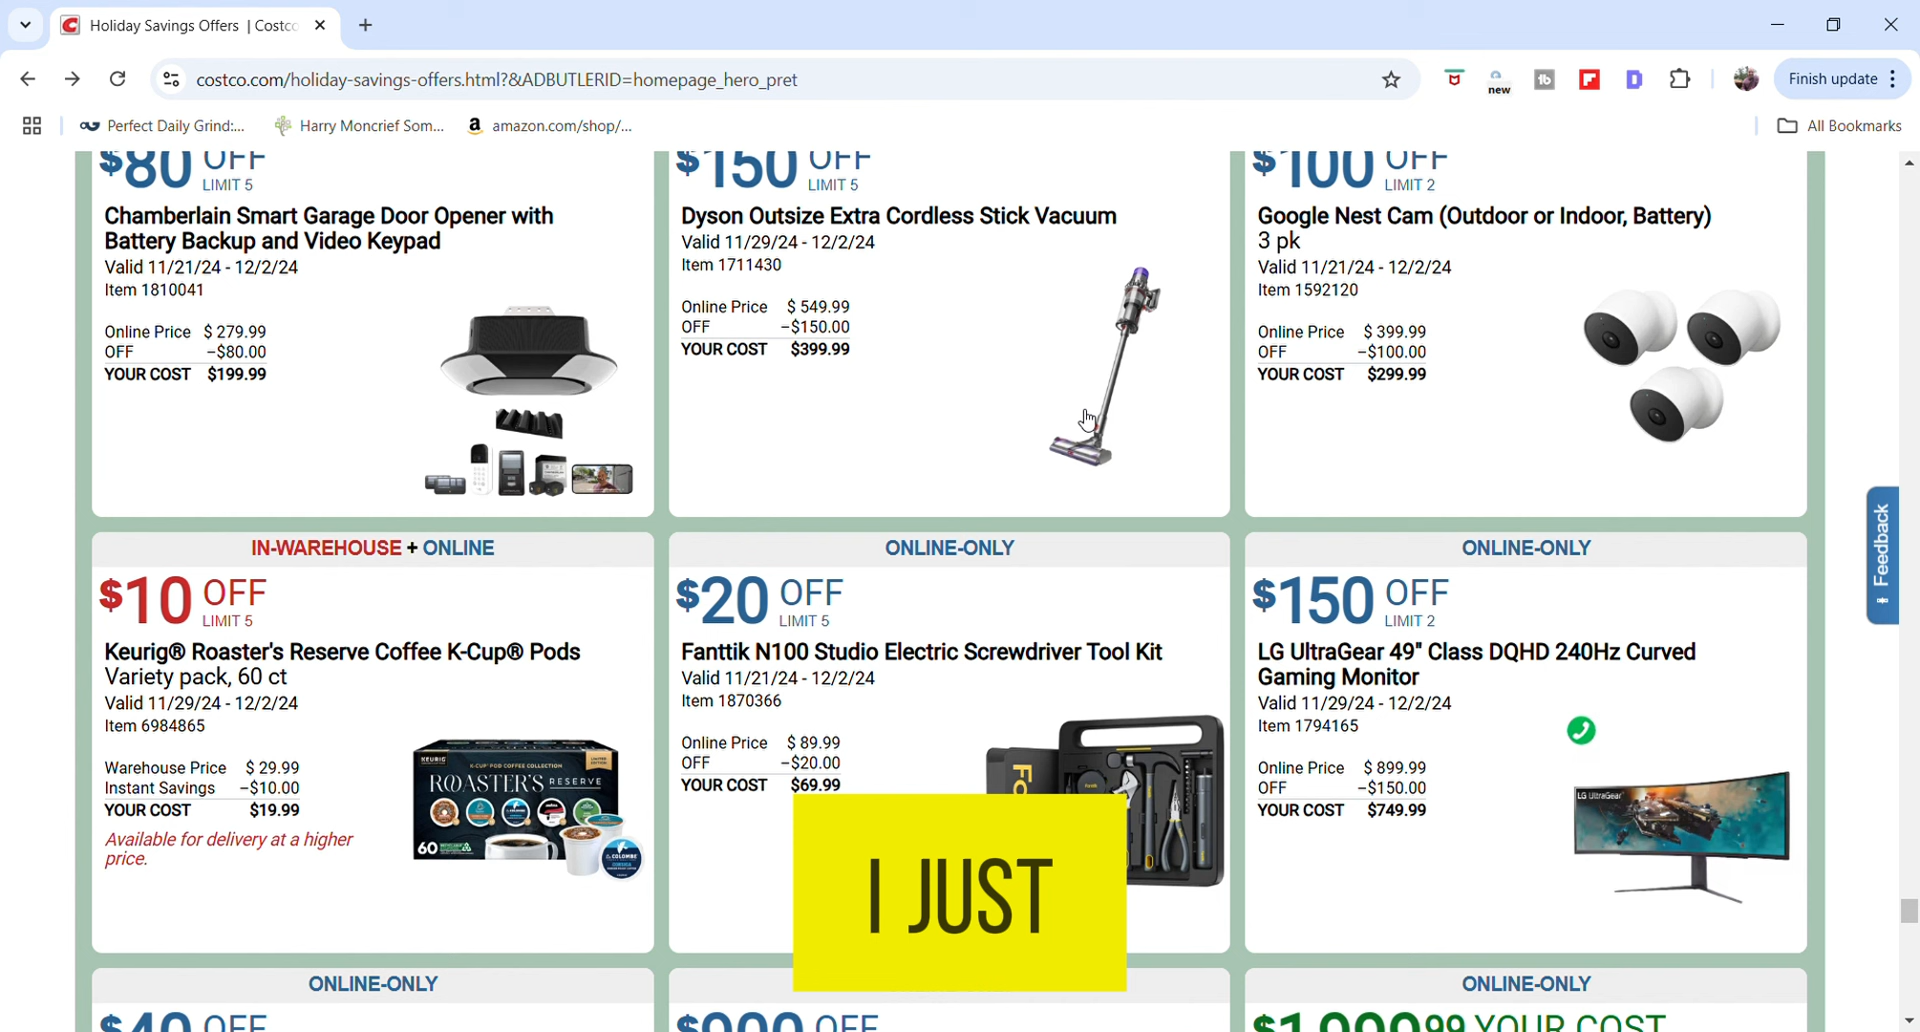 Holiday Savings Offers | Costco
costco.com/holiday-savings-offers.html?&ADBUTLERID=homepage_hero_pret
new
Finish update
Perfect Daily Grind:...
Harry Moncrief Som...
amazon.com/shop/...
All Bookmarks
$80 OFF
LIMIT 5
Chamberlain Smart Garage Door Opener with
Battery Backup and Video Keypad
Valid 11/21/24 - 12/2/24
Item 1810041
Online Price $ 279.99
OFF –$80.00
YOUR COST $199.99
$150 OFF
LIMIT 5
Dyson Outsize Extra Cordless Stick Vacuum
Valid 11/29/24 - 12/2/24
Item 1711430
Online Price $ 549.99
OFF –$150.00
YOUR COST $399.99
$100 OFF
LIMIT 2
Google Nest Cam (Outdoor or Indoor, Battery)
3 pk
Valid 11/21/24 - 12/2/24
Item 1592120
Online Price $ 399.99
OFF –$100.00
YOUR COST $299.99
Feedback
IN-WAREHOUSE + ONLINE
$10 OFF
LIMIT 5
Keurig® Roaster's Reserve Coffee K-Cup® Pods
Variety pack, 60 ct
Valid 11/29/24 - 12/2/24
Item 6984865
Warehouse Price $ 29.99
Instant Savings –$10.00
YOUR COST $19.99
Available for delivery at a higher
price.
KEURIG
K-CUP POD COFFEE COLLECTION
ROASTER'S RESERVE
60
ONLINE-ONLY
$20 OFF
LIMIT 5
Fanttik N100 Studio Electric Screwdriver Tool Kit
Valid 11/21/24 - 12/2/24
Item 1870366
Online Price $ 89.99
OFF –$20.00
YOUR COST $69.99
I JUST
ONLINE-ONLY
$150 OFF
LIMIT 2
LG UltraGear 49" Class DQHD 240Hz Curved
Gaming Monitor
Valid 11/29/24 - 12/2/24
Item 1794165
Online Price $ 899.99
OFF –$150.00
YOUR COST $749.99
LG UltraGear
ONLINE-ONLY
$40 OFF
OFF
ONLINE-ONLY
YOUR COST